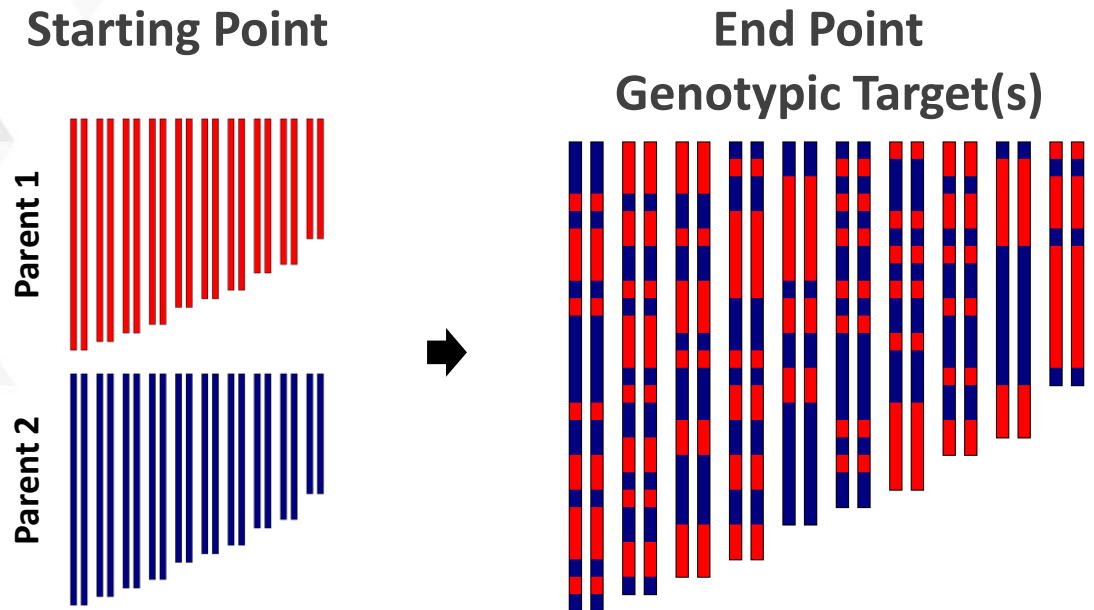 Starting Point
End Point
Genotypic Target(s)
Parent 1
Parent 2